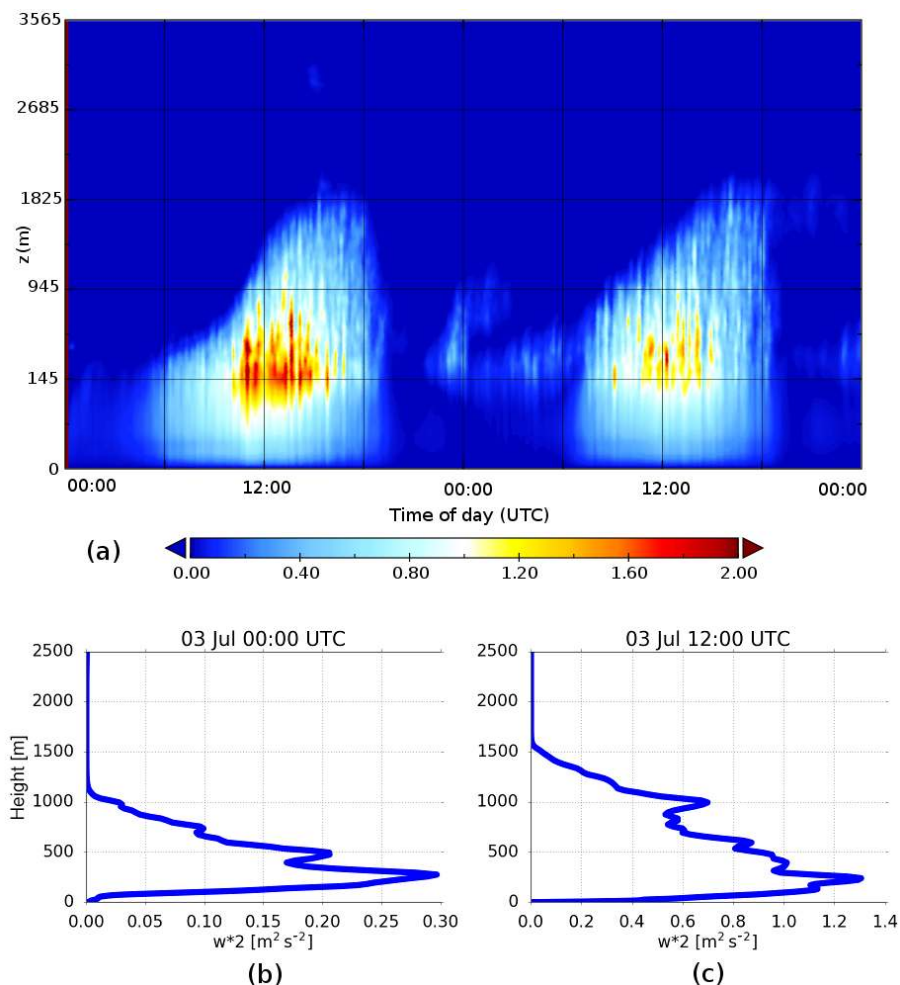 3565
2685
1825
z (m)
945
145
0
00:00 12:00 00:00 12:00 00:00
Time of day (UTC)
(a)
0.00 0.40 0.80 1.20 1.60 2.00
03 Jul 00:00 UTC
2500
2000
1500
Height [m]
1000
500
0
0.00 0.05 0.10 0.15 0.20 0.25 0.30
w*2 [m² s⁻²]
(b)
03 Jul 12:00 UTC
2500
2000
1500
1000
500
0
0.0 0.2 0.4 0.6 0.8 1.0 1.2 1.4
w*2 [m² s⁻²]
(c)